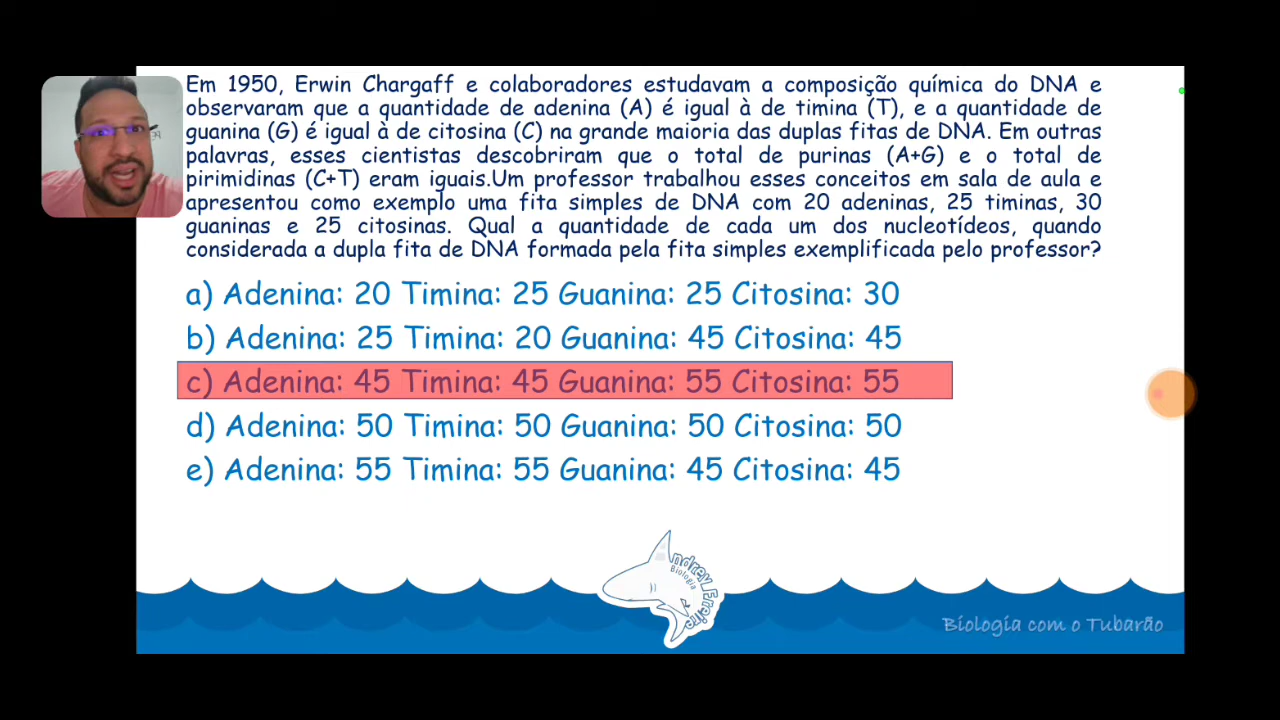 Em 1950, Erwin Chargaff e colaboradores estudavam a composição química do DNA e
observaram que a quantidade de adenina (A) é igual à de timina (T), e a quantidade de
guanina (G) é igual à de citosina (C) na grande maioria das duplas fitas de DNA. Em outras
palavras, esses cientistas descobriram que o total de purinas (A+G) e o total de
pirimidinas (C+T) eram iguais.Um professor trabalhou esses conceitos em sala de aula e
apresentou como exemplo uma fita simples de DNA com 20 adeninas, 25 timinas, 30
guaninas e 25 citosinas. Qual a quantidade de cada um dos nucleotídeos, quando
considerada a dupla fita de DNA formada pela fita simples exemplificada pelo professor?
a) Adenina: 20 Timina: 25 Guanina: 25 Citosina: 30
b) Adenina: 25 Timina: 20 Guanina: 45 Citosina: 45
c) Adenina: 45 Timina: 45 Guanina: 55 Citosina: 55
d) Adenina: 50 Timina: 50 Guanina: 50 Citosina: 50
e) Adenina: 55 Timina: 55 Guanina: 45 Citosina: 45
Biologia
Biologia com o Tubarão